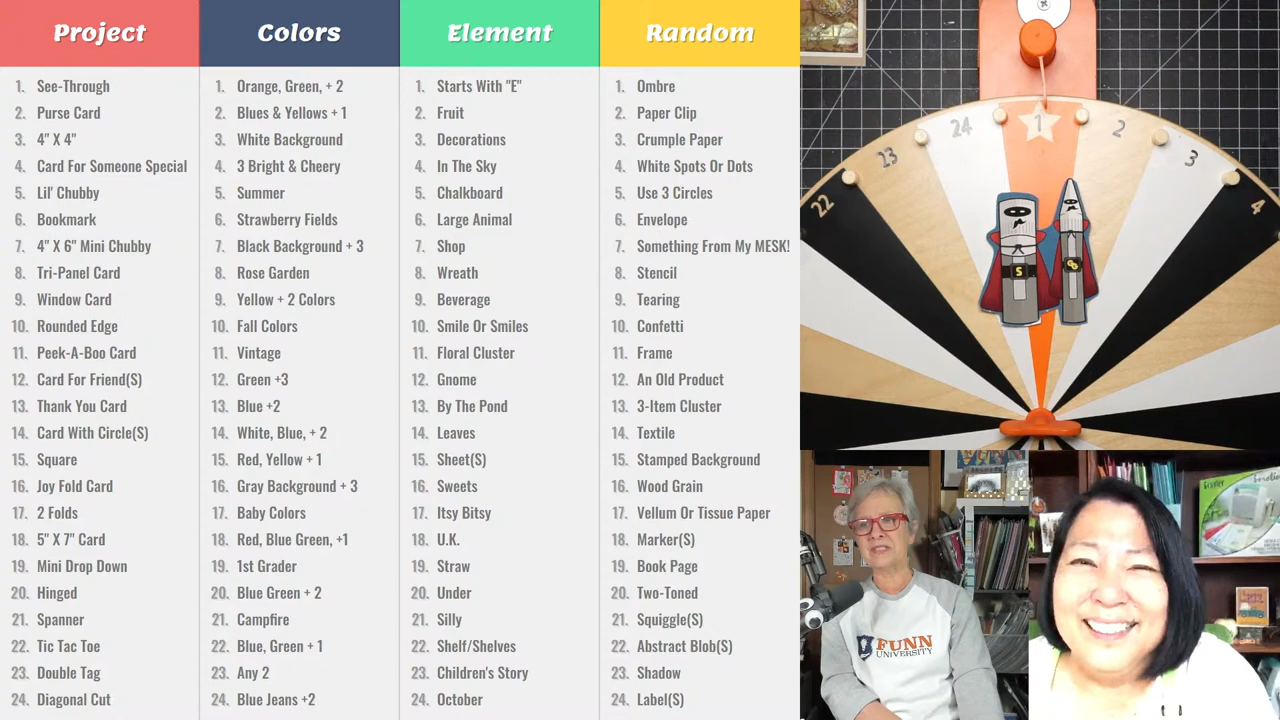 Project
1. See-Through
2. Purse Card
3. 4" X 4"
4. Card For Someone Special
5. Lil' Chubby
6. Bookmark
7. 4" X 6" Mini Chubby
8. Tri-Panel Card
9. Window Card
10. Rounded Edge
11. Peek-A-Boo Card
12. Card For Friend(S)
13. Thank You Card
14. Card With Circle(S)
15. Square
16. Joy Fold Card
17. 2 Folds
18. 5" X 7" Card
19. Mini Drop Down
20. Hinged
21. Spanner
22. Tic Tac Toe
23. Double Tag
24. Diagonal Cut
Colors
1. Orange, Green, + 2
2. Blues & Yellows + 1
3. White Background
4. 3 Bright & Cheery
5. Summer
6. Strawberry Fields
7. Black Background + 3
8. Rose Garden
9. Yellow + 2 Colors
10. Fall Colors
11. Vintage
12. Green +3
13. Blue +2
14. White, Blue, + 2
15. Red, Yellow + 1
16. Gray Background + 3
17. Baby Colors
18. Red, Blue Green, +1
19. 1st Grader
20. Blue Green + 2
21. Campfire
22. Blue, Green + 1
23. Any 2
24. Blue Jeans +2
Element
1. Starts With "E"
2. Fruit
3. Decorations
4. In The Sky
5. Chalkboard
6. Large Animal
7. Shop
8. Wreath
9. Beverage
10. Smile Or Smiles
11. Floral Cluster
12. Gnome
13. By The Pond
14. Leaves
15. Sheet(S)
16. Sweets
17. Itsy Bitsy
18. U.K.
19. Straw
20. Under
21. Silly
22. Shelf/Shelves
23. Children's Story
24. October
Random
1. Ombre
2. Paper Clip
3. Crumple Paper
4. White Spots Or Dots
5. Use 3 Circles
6. Envelope
7. Something From My MESK!
8. Stencil
9. Tearing
10. Confetti
11. Frame
12. An Old Product
13. 3-Item Cluster
14. Textile
15. Stamped Background
16. Wood Grain
17. Vellum Or Tissue Paper
18. Marker(S)
19. Book Page
20. Two-Toned
21. Squiggle(S)
22. Abstract Blob(S)
23. Shadow
24. Label(S)
22
23
24
1
2
3
4
S
FUNN
UNIVERSITY